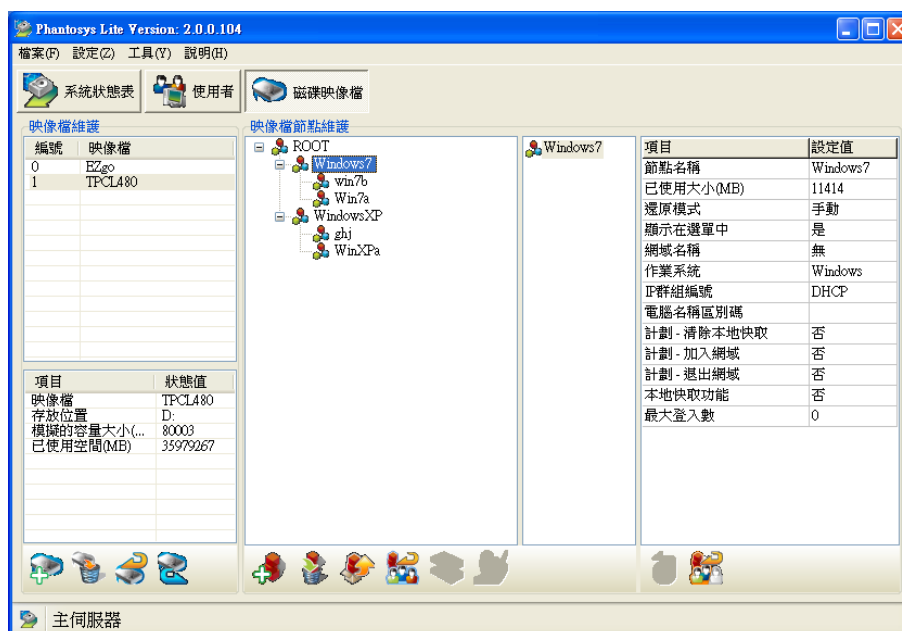 Phantosys Lite Version: 2.0.0.104
檔案(F) 設定(Z) 工具(Y) 說明(H)
系統狀態表 使用者 磁碟映像檔
映像檔維護
編號 映像檔
0 EZgo
1 TPCL480
項目 狀態值
映像檔 TPCL480
存放位置 D:
模擬的容量大小(... 80003
已使用空間(MB) 35979267
映像檔節點維護
ROOT
Windows7
win7b
Win7a
WindowsXP
ghj
WinXPa
Windows7
項目 設定值
節點名稱 Windows7
已使用大小(MB) 11414
還原模式 手動
顯示在選單中 是
網域名稱 無
作業系統 Windows
IP群組編號 DHCP
電腦名稱區別碼
計劃 - 清除本地快取 否
計劃 - 加入網域 否
計劃 - 退出網域 否
本地快取功能 否
最大登入數 0
主伺服器